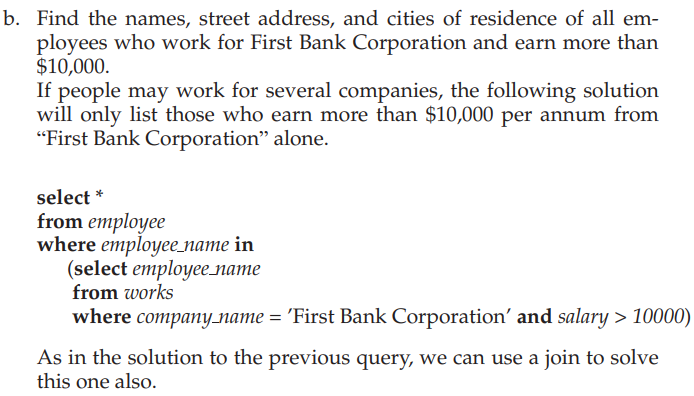 b. Find the names, street address, and cities of residence of all em-
ployees who work for First Bank Corporation and earn more than
$10,000.
If people may work for several companies, the following solution
will only list those who earn more than $10,000 per annum from
“First Bank Corporation” alone.
select *
from employee
where employee_name in
(select employee_name
from works
where company_name = ’First Bank Corporation’ and salary > 10000)
As in the solution to the previous query, we can use a join to solve
this one also.